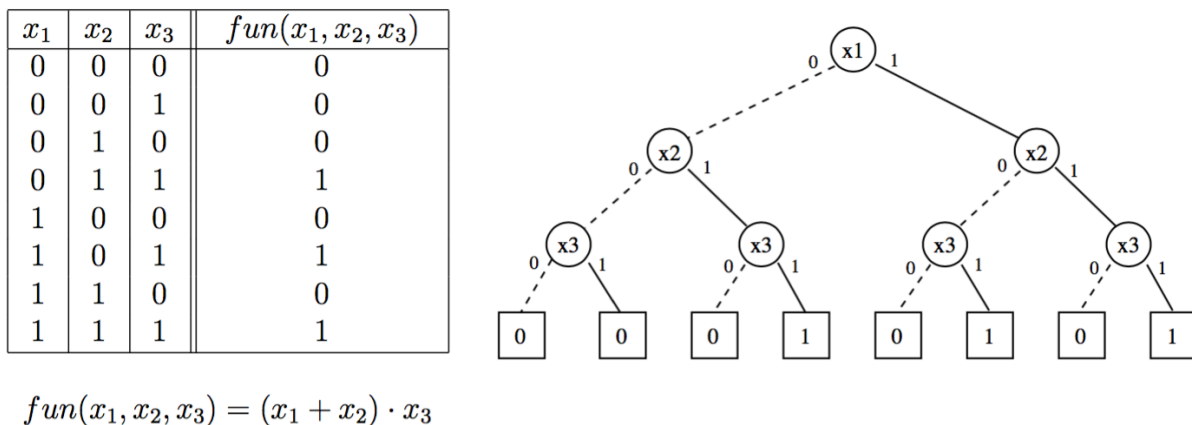 x₁ x₂ x₃ fun(x₁, x₂, x₃)
0 0 0 0
0 0 1 0
0 1 0 0
0 1 1 1
1 0 0 0
1 0 1 1
1 1 0 0
1 1 1 1
fun(x₁, x₂, x₃) = (x₁ + x₂) · x₃
x1
0 1
x2 x2
0 1 0 1
x3 x3 x3 x3
0 1 0 1 0 1 0 1
0 0 0 1 0 1 0 1